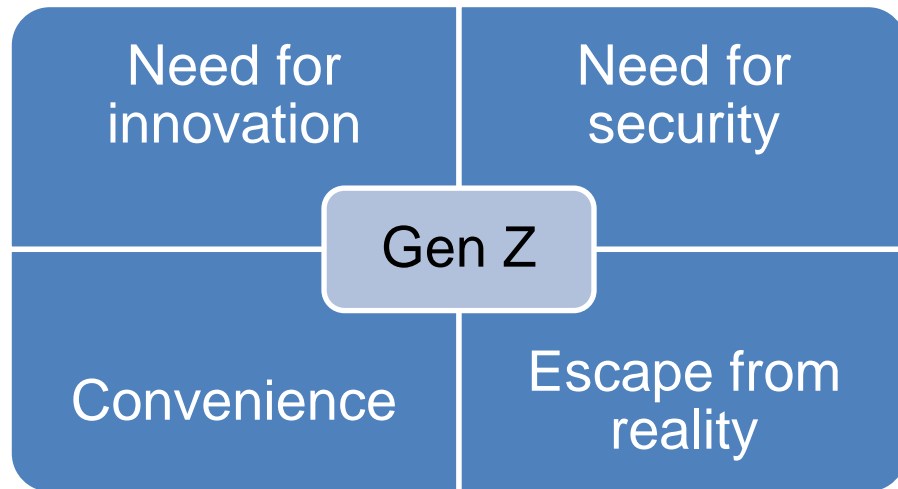 Need for
innovation
Need for
security
Gen Z
Convenience
Escape from
reality